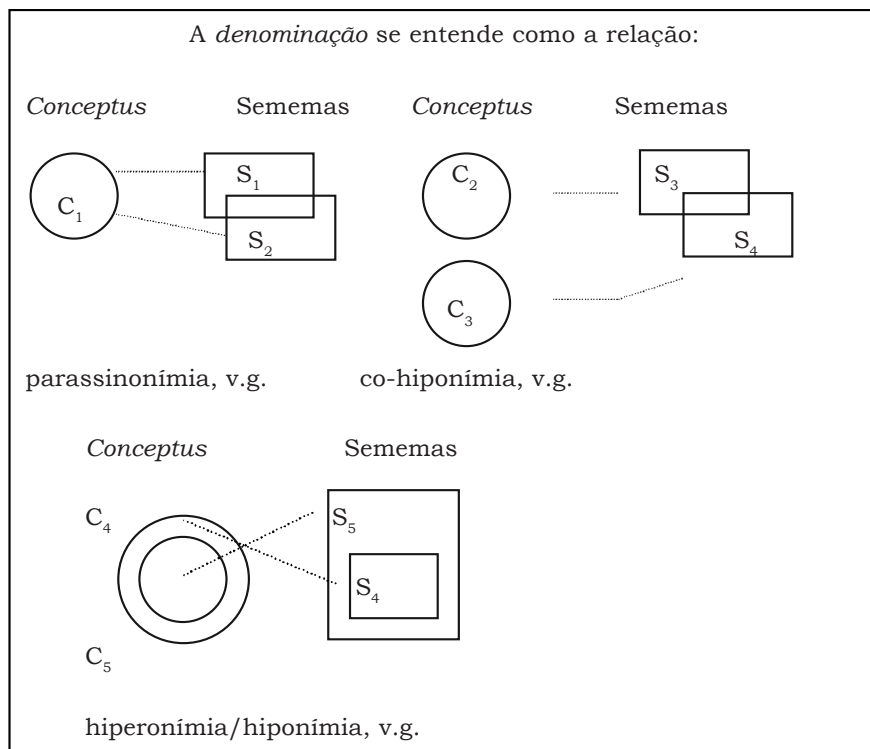 A denominação se entende como a relação:
Conceptus Sememas Conceptus Sememas
C₁ S₁ S₂ C₂ S₃ S₄ C₃
parassinonímia, v.g. co-hiponímia, v.g.
Conceptus Sememas
C₄ S₅
S₄
C₅
hiperonímia/hiponímia, v.g.